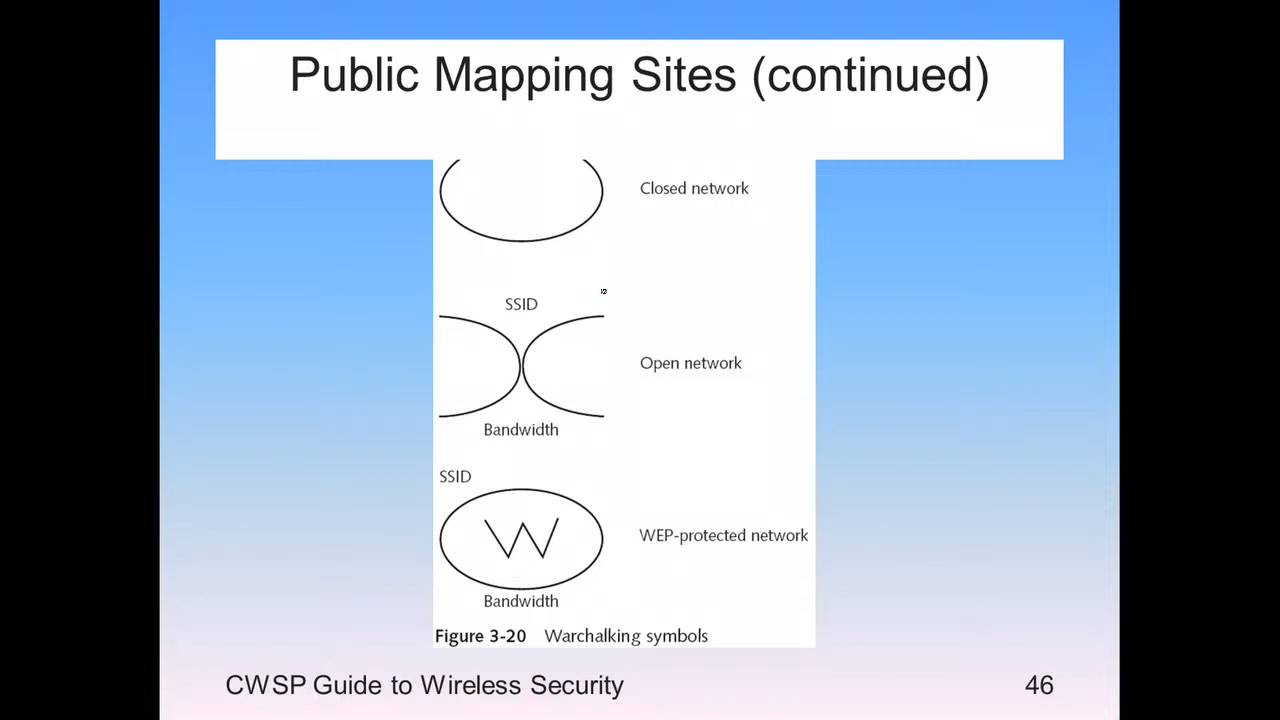 Public Mapping Sites (continued)
Closed network
SSID
Open network
Bandwidth
SSID
W
WEP-protected network
Bandwidth
Figure 3-20 Warchalking symbols
CWSP Guide to Wireless Security
46